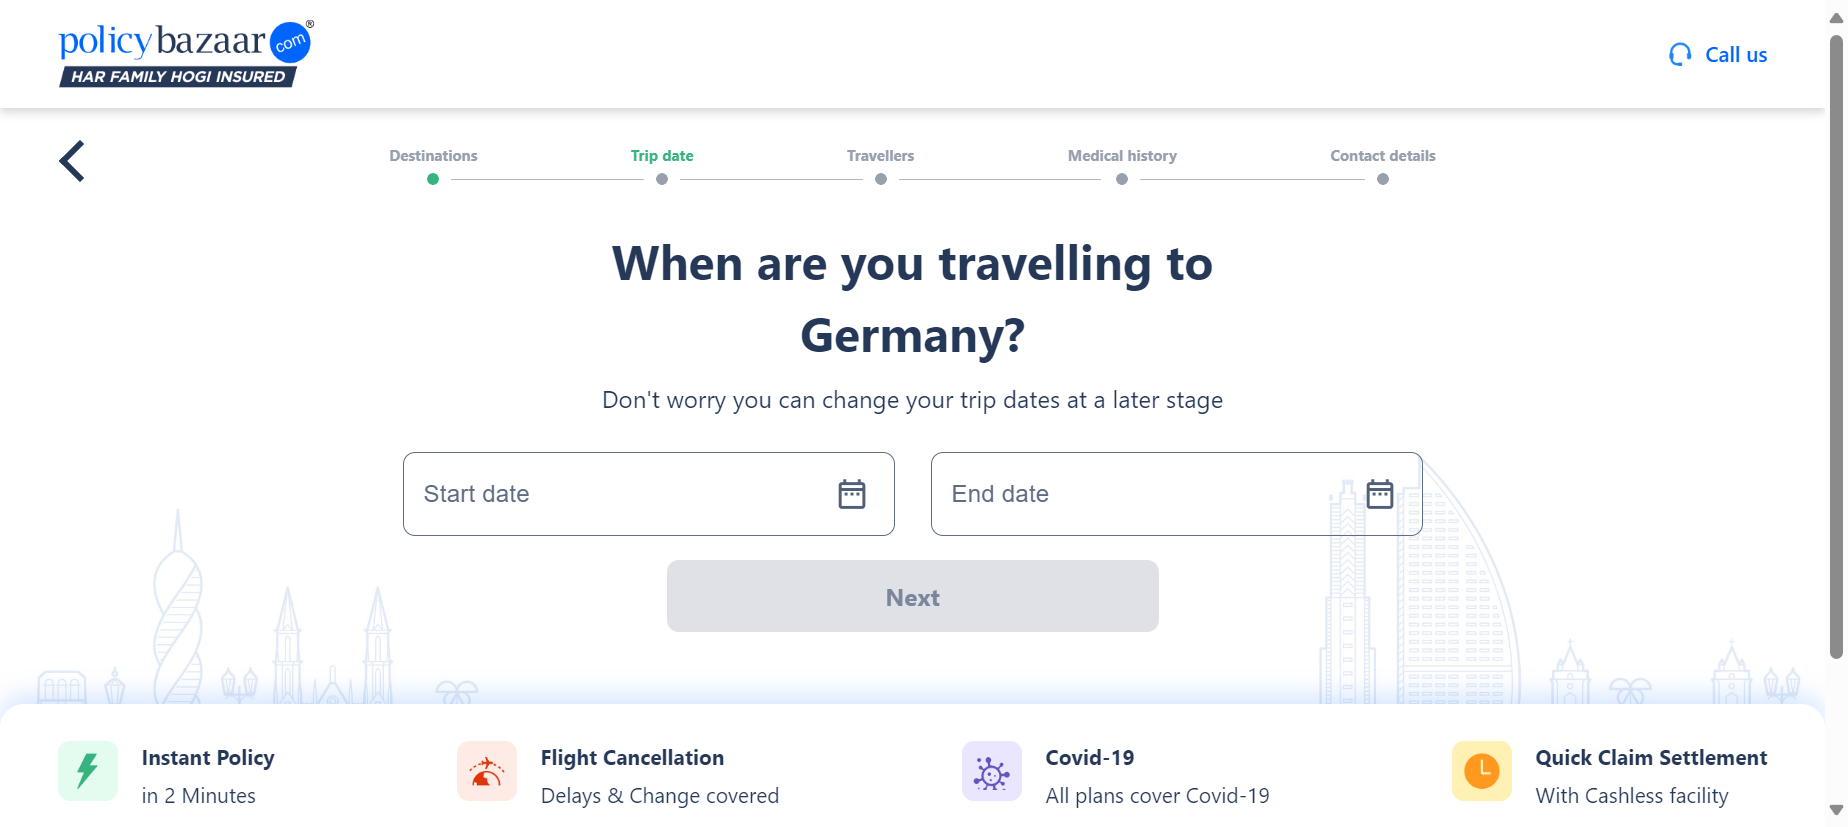 policybazaar com ®
HAR FAMILY HOGI INSURED
Call us
Destinations
Trip date
Travellers
Medical history
Contact details
When are you travelling to
Germany?
Don't worry you can change your trip dates at a later stage
Start date
End date
Next
Instant Policy
in 2 Minutes
Flight Cancellation
Delays & Change covered
Covid-19
All plans cover Covid-19
Quick Claim Settlement
With Cashless facility